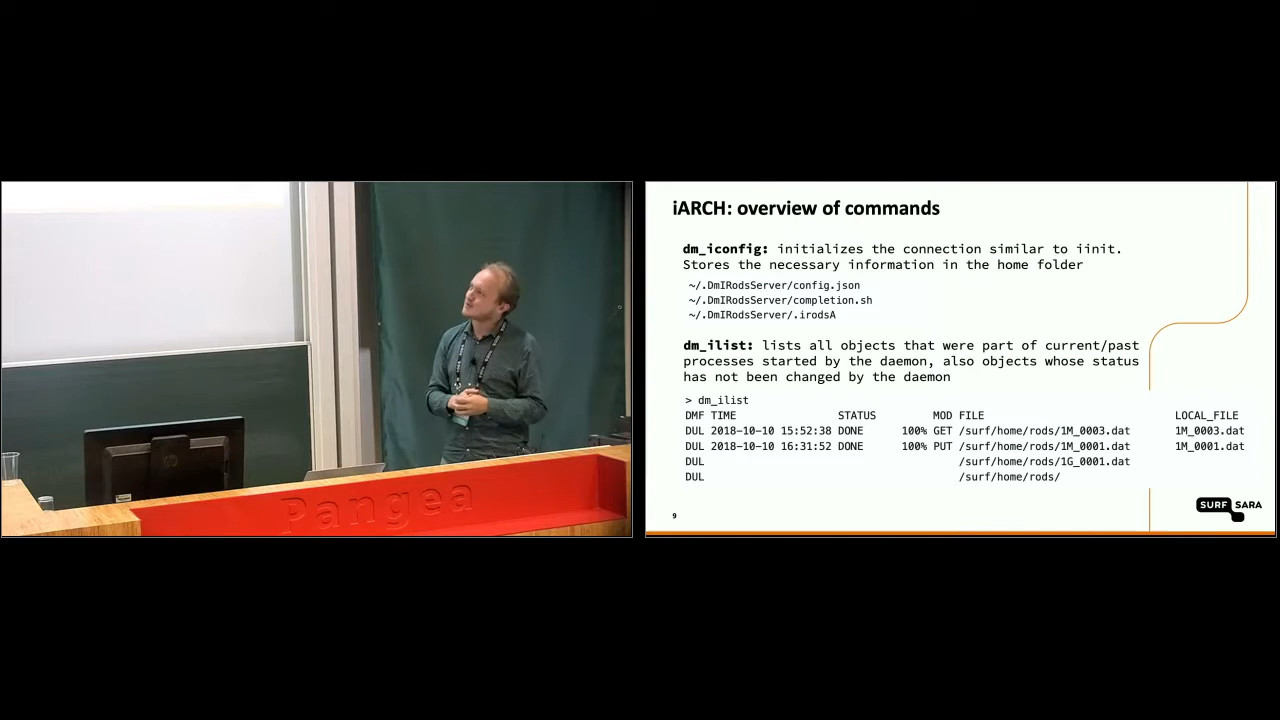 Pangea
iARCH: overview of commands
dm_iconfig: initializes the connection similar to iinit.
Stores the necessary information in the home folder
~/.DmIRodsServer/config.json
~/.DmIRodsServer/completion.sh
~/.DmIRodsServer/.irodsA
dm_ilist: lists all objects that were part of current/past
processes started by the daemon, also objects whose status
has not been changed by the daemon
> dm_ilist
DMF TIME STATUS MOD FILE LOCAL_FILE
DUL 2018-10-10 15:52:38 DONE 100% GET /surf/home/rods/1M_0003.dat 1M_0003.dat
DUL 2018-10-10 16:31:52 DONE 100% PUT /surf/home/rods/1M_0001.dat 1M_0001.dat
DUL /surf/home/rods/1G_0001.dat
DUL /surf/home/rods/
9
SURF SARA